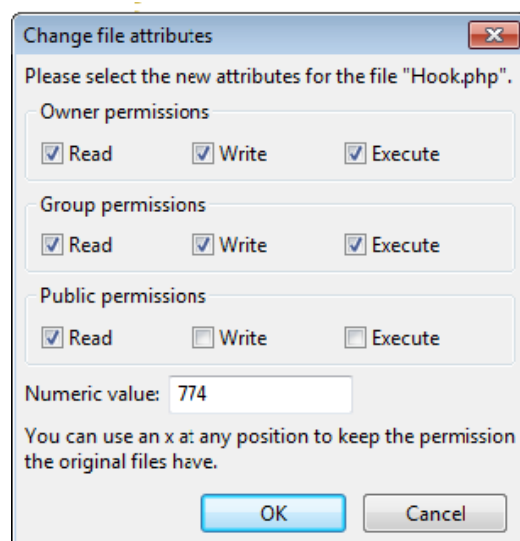 Change file attributes
Please select the new attributes for the file "Hook.php".
Owner permissions
Read Write Execute
Group permissions
Read Write Execute
Public permissions
Read Write Execute
Numeric value: 774
You can use an x at any position to keep the permission
the original files have.
OK Cancel